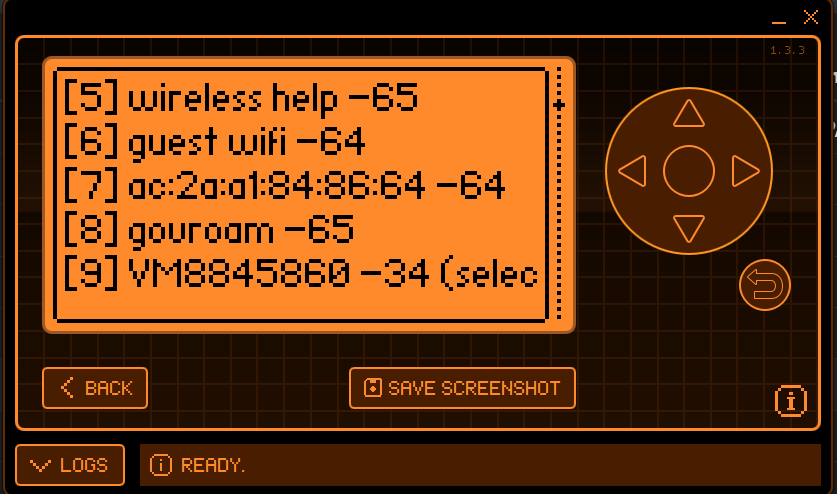 1.3.3
[5] wireless help -65
[6] guest wifi -64
[7] ac:2a:a1:84:86:64 -64
[8] gouroam -65
[9] VM8845860 -34 (selec
BACK
SAVE SCREENSHOT
LOGS
READY.